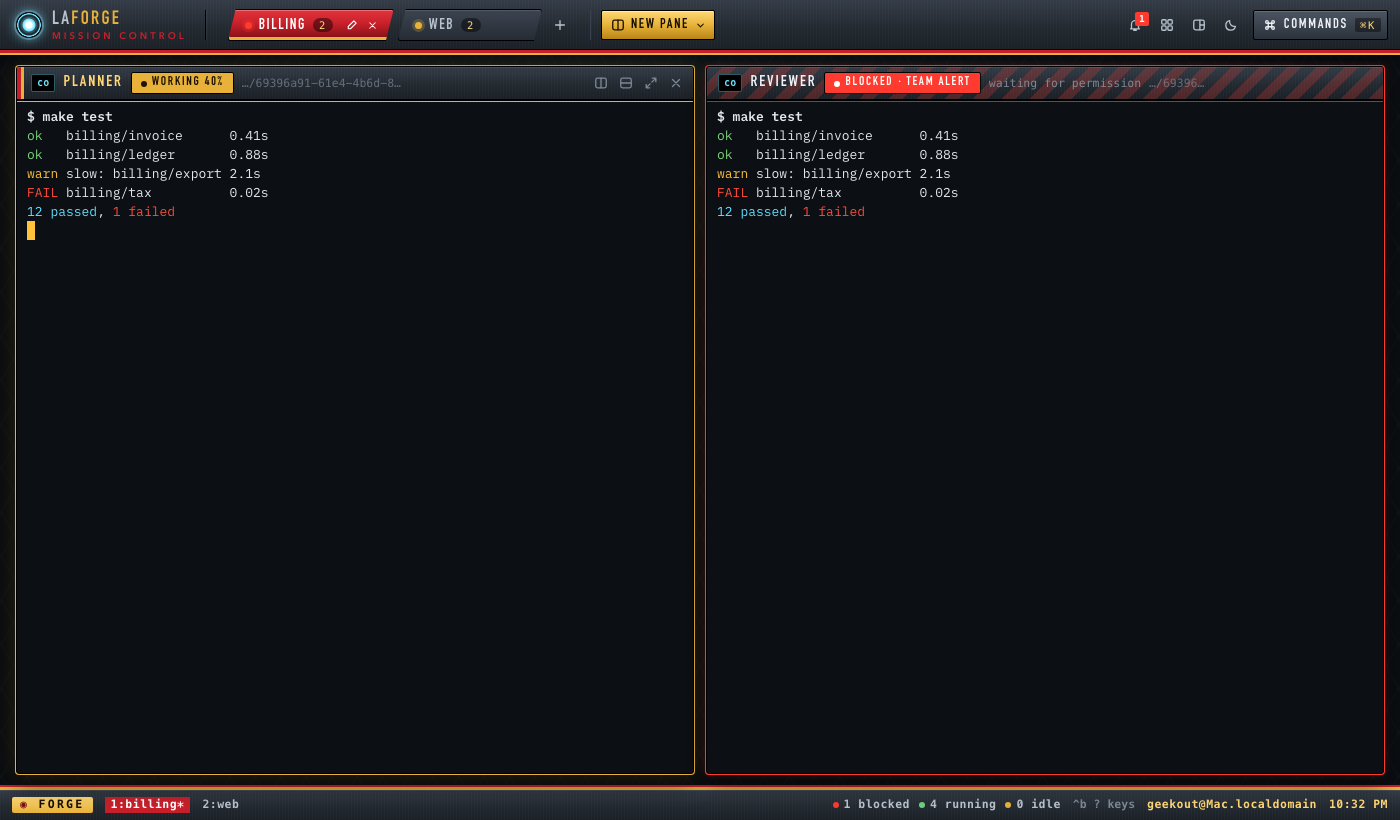 LAFORGE
MISSION CONTROL
BILLING 2
WEB 2
NEW PANE
1
COMMANDS ⌘K
co PLANNER WORKING 40% …/69396a91-61e4-4b6d-8…
$ make test
ok billing/invoice 0.41s
ok billing/ledger 0.88s
warn slow: billing/export 2.1s
FAIL billing/tax 0.02s
12 passed, 1 failed
co REVIEWER BLOCKED · TEAM ALERT waiting for permission …/69396…
$ make test
ok billing/invoice 0.41s
ok billing/ledger 0.88s
warn slow: billing/export 2.1s
FAIL billing/tax 0.02s
12 passed, 1 failed
FORGE 1:billing* 2:web
1 blocked 4 running 0 idle ^b ? keys geekout@Mac.localdomain 10:32 PM